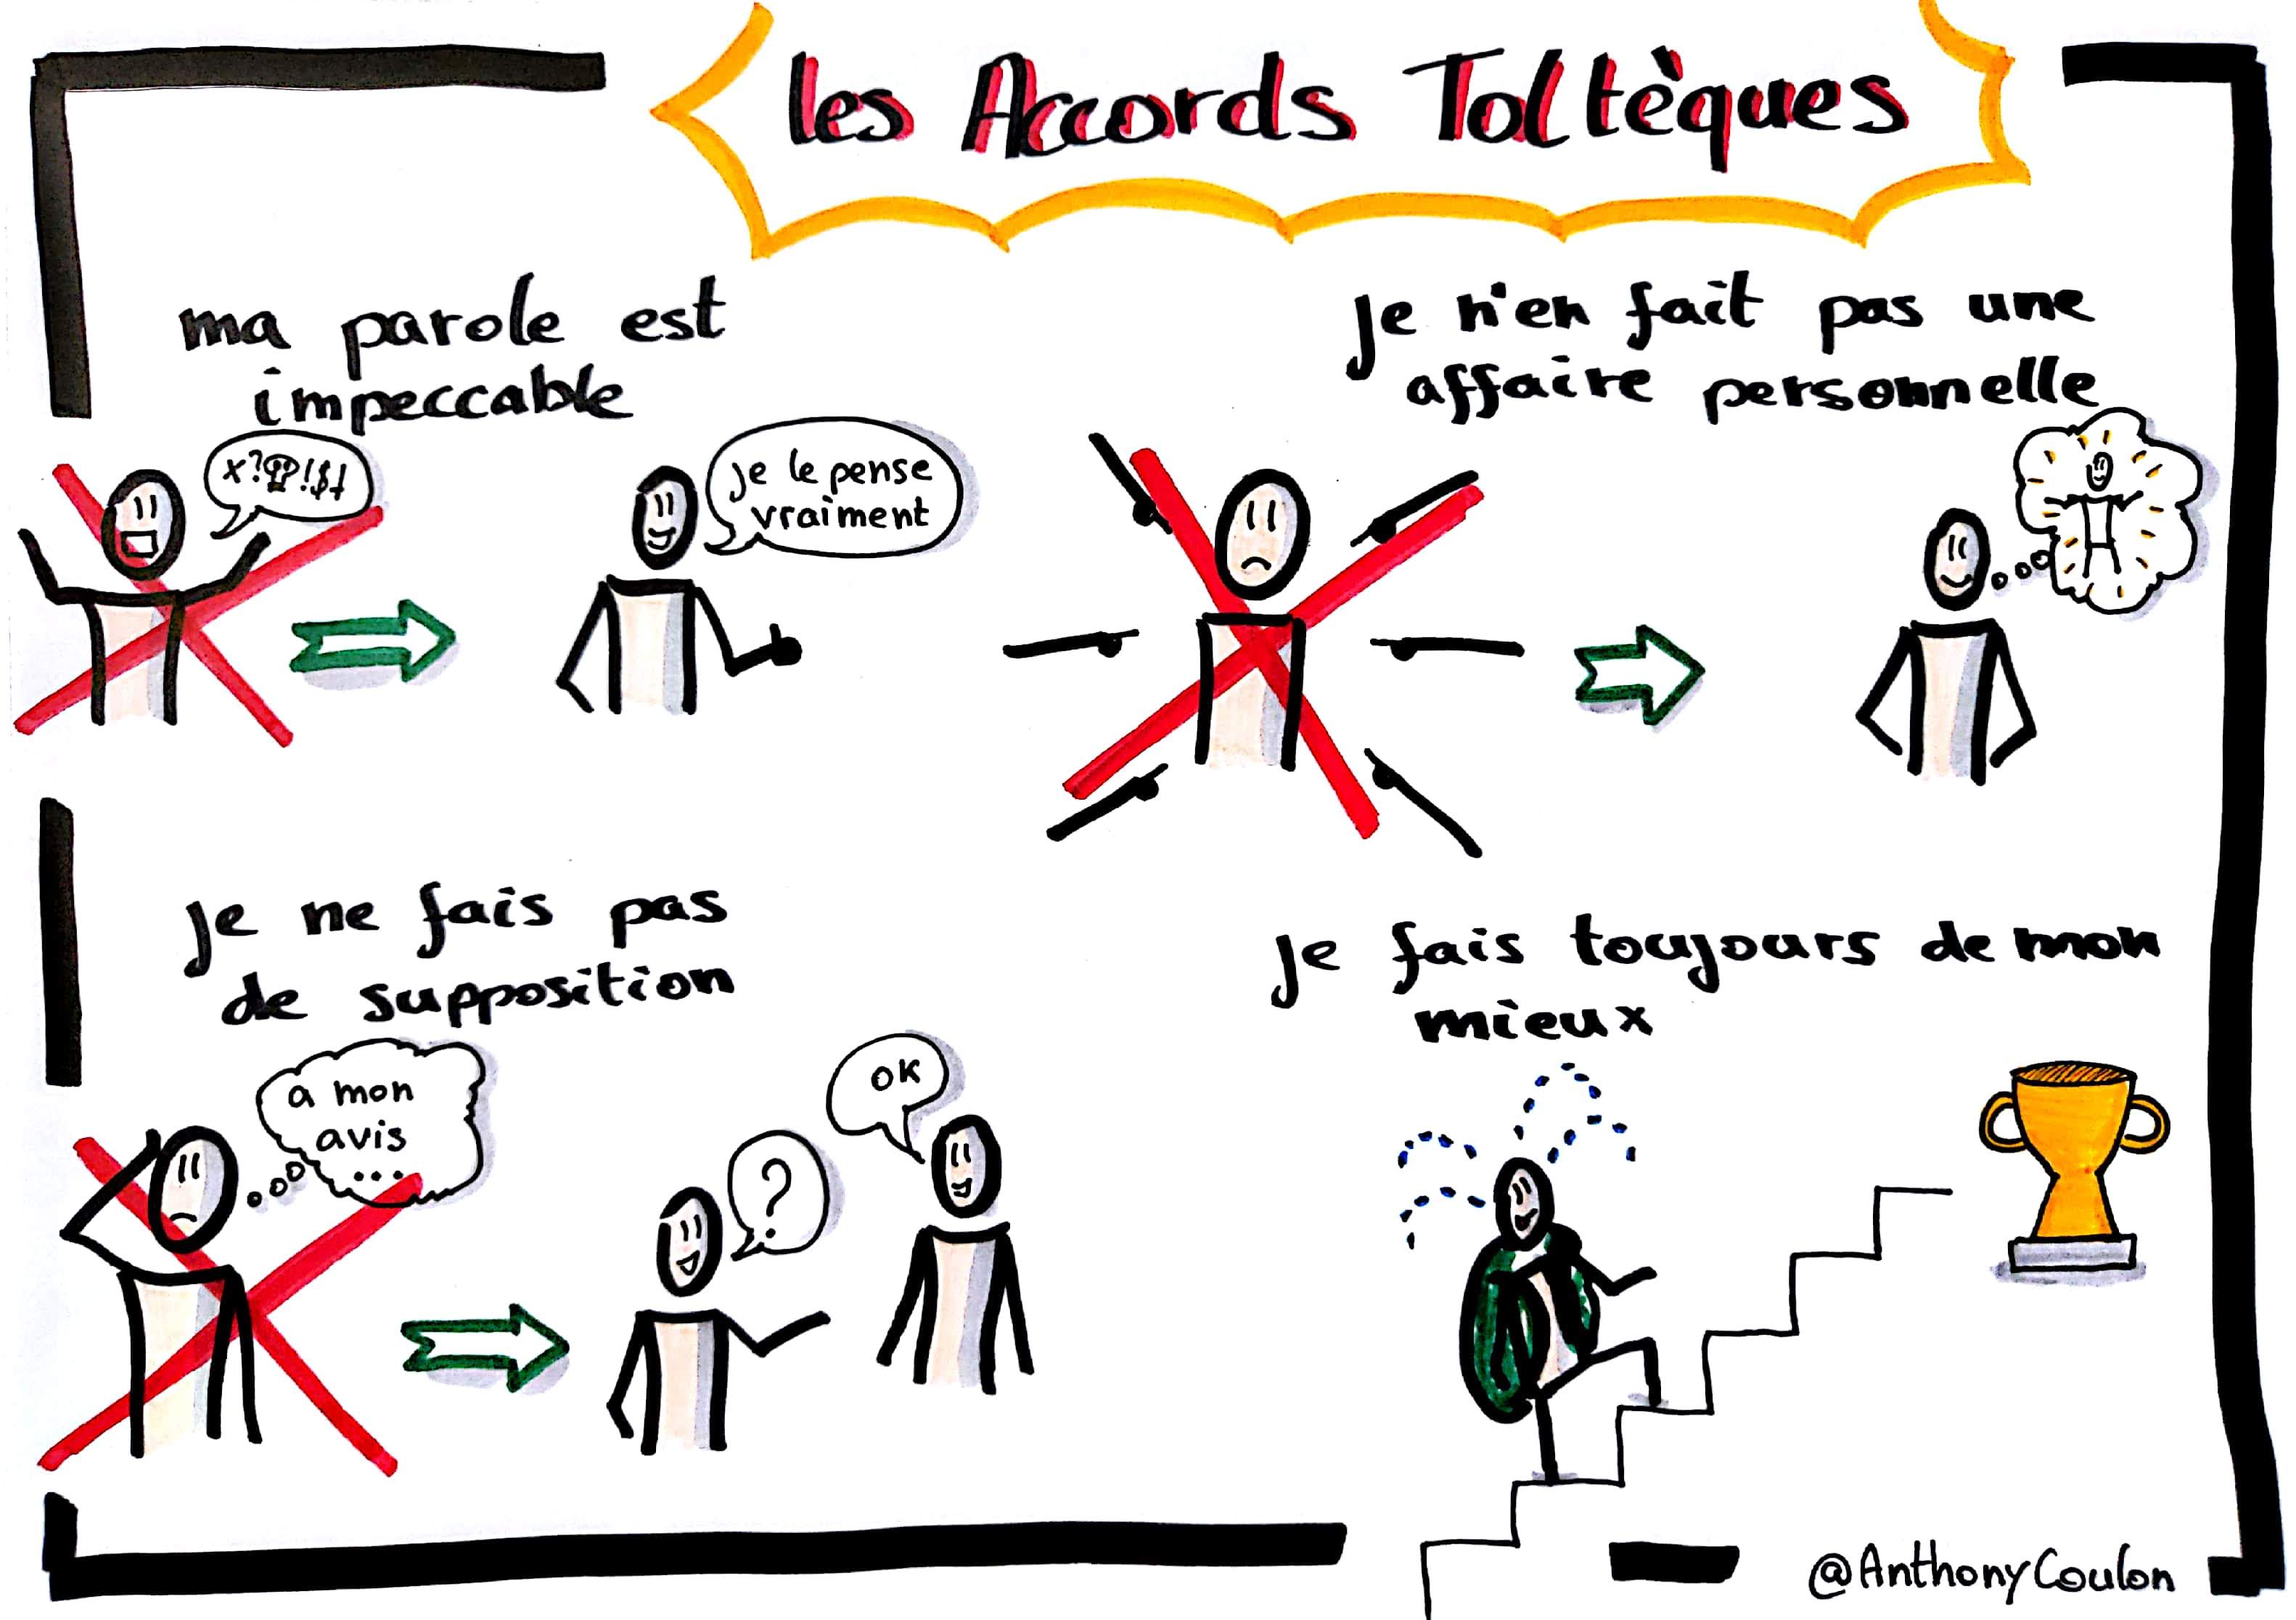 les Accords Toltèques
ma parole est
impeccable
x?!$
je le pense
vraiment
je n'en fait pas une
affaire personnelle
je ne fais pas
de supposition
a mon
avis
...
?
OK
je fais toujours de mon
mieux
@AnthonyCoulon